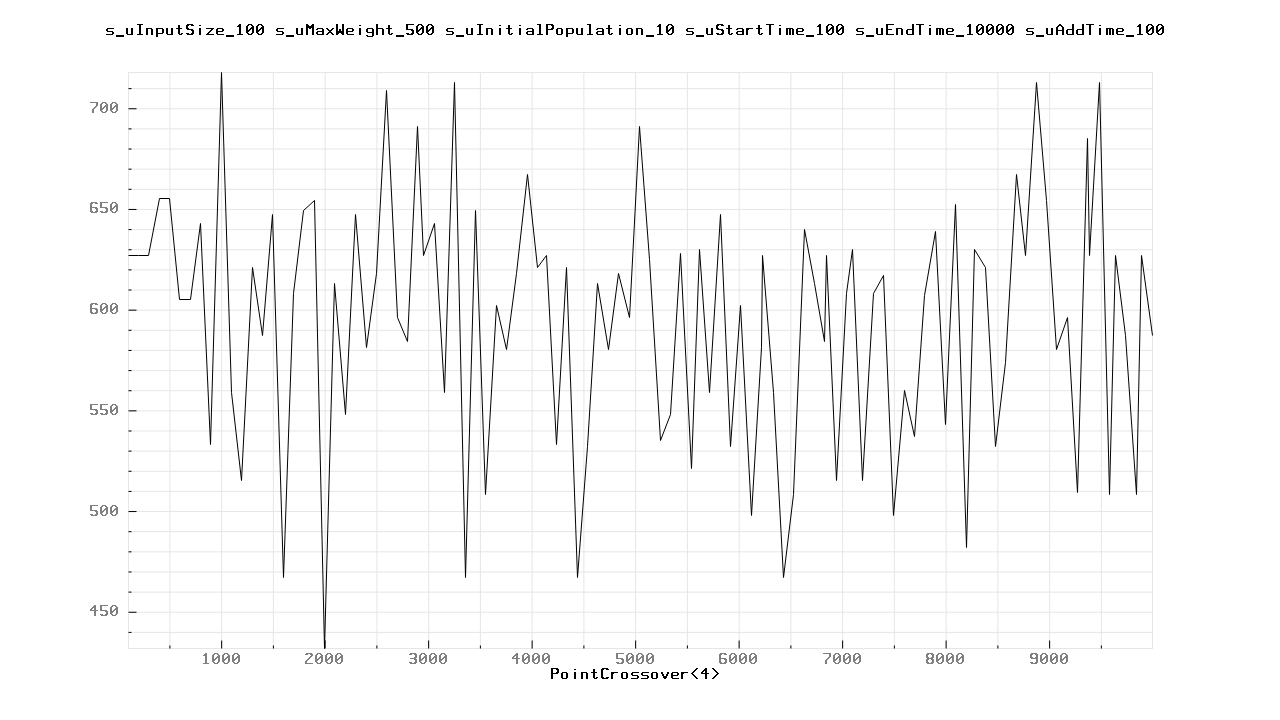 s_uInputSize_100 s_uMaxWeight_500 s_uInitialPopulation_10 s_uStartTime_100 s_uEndTime_10000 s_uAddTime_100
700
650
600
550
500
450
1000 2000 3000 4000 5000 6000 7000 8000 9000
PointCrossover<4>